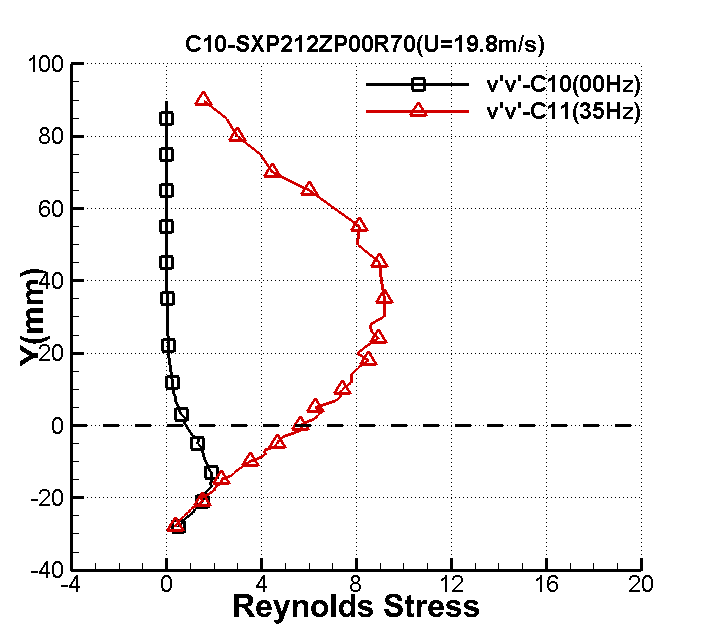 C10-SXP212ZP00R70(U=19.8m/s)
100
v'v'-C10(00Hz)
v'v'-C11(35Hz)
80
60
40
Y(mm)
20
0
-20
-40
-4 0 4 8 12 16 20
Reynolds Stress